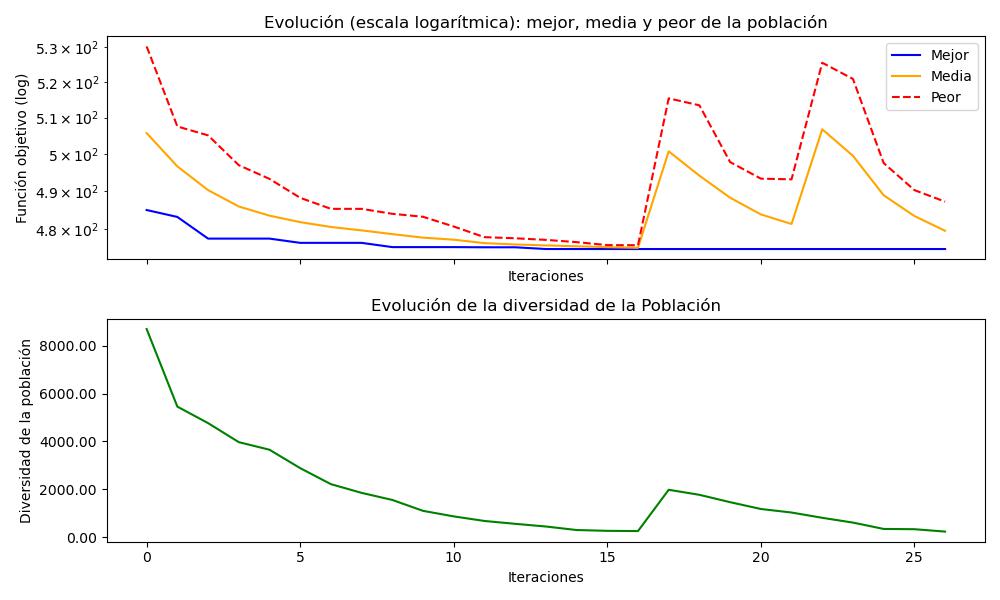 Evolución (escala logarítmica): mejor, media y peor de la población
Función objetivo (log)
5.3 × 10²
5.2 × 10²
5.1 × 10²
5 × 10²
4.9 × 10²
4.8 × 10²
Mejor
Media
Peor
Iteraciones
Evolución de la diversidad de la Población
Diversidad de la población
8000.00
6000.00
4000.00
2000.00
0.00
0 5 10 15 20 25
Iteraciones